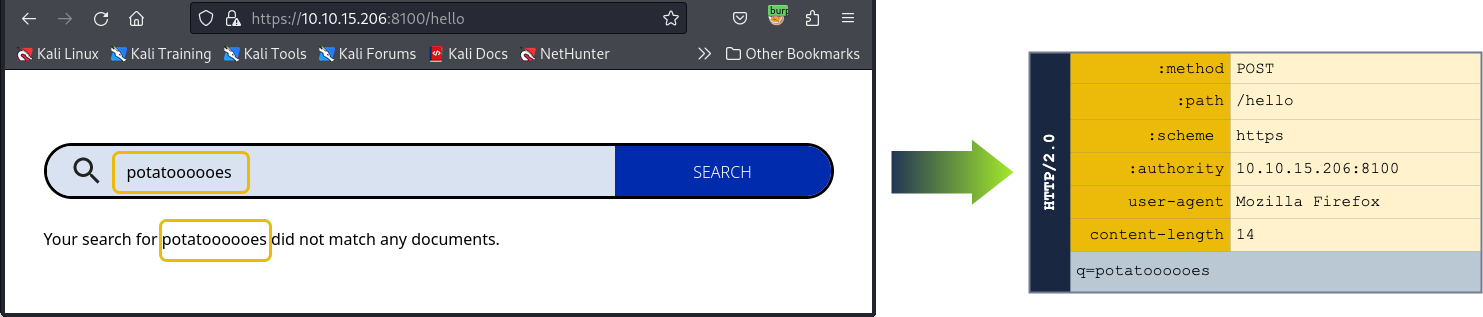 https://10.10.15.206:8100/hello
burp
Kali Linux Kali Training Kali Tools Kali Forums Kali Docs NetHunter Other Bookmarks
potatoooooes SEARCH
Your search for potatoooooes did not match any documents.
HTTP/2.0
:method POST
:path /hello
:scheme https
:authority 10.10.15.206:8100
user-agent Mozilla Firefox
content-length 14
q=potatoooooes